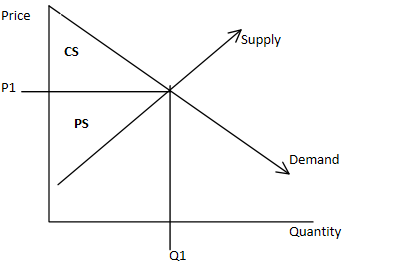 Price
Supply
CS
P1
PS
Demand
Quantity
Q1